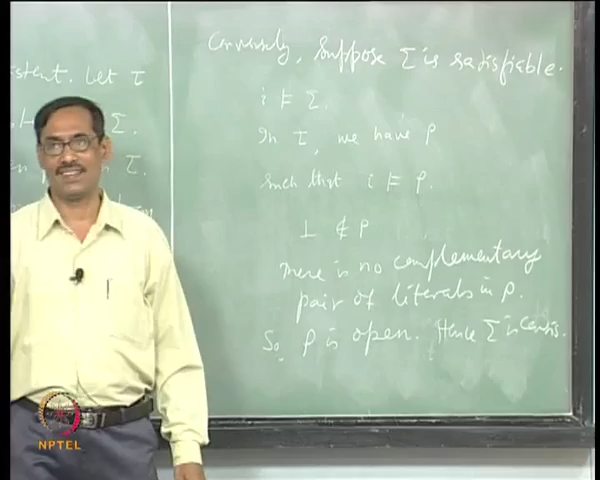 istent. Let τ
Σ.
τ.
Conversely, Suppose Σ is satisfiable.
i ⊨ Σ.
In τ, we have ρ
such that i ⊨ ρ.
⊥ ∉ ρ
There is no complementary
pair of literals in ρ.
So ρ is open. Hence Σ is consis.
NPTEL